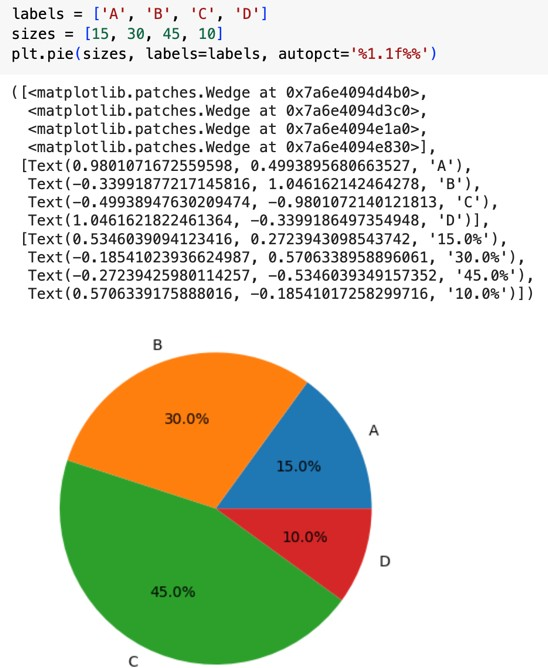 labels = ['A', 'B', 'C', 'D']
sizes = [15, 30, 45, 10]
plt.pie(sizes, labels=labels, autopct='%1.1f%%')
([<matplotlib.patches.Wedge at 0x7a6e4094d4b0>,
<matplotlib.patches.Wedge at 0x7a6e4094d3c0>,
<matplotlib.patches.Wedge at 0x7a6e4094e1a0>,
<matplotlib.patches.Wedge at 0x7a6e4094e830>],
[Text(0.9801071672559598, 0.4993895680663527, 'A'),
Text(-0.33991877217145816, 1.046162142464278, 'B'),
Text(-0.49938947630209474, -0.9801072140121813, 'C'),
Text(1.0461621822461364, -0.3399186497354948, 'D')],
[Text(0.5346039094123416, 0.2723943098543742, '15.0%'),
Text(-0.18541023936624987, 0.5706338958896061, '30.0%'),
Text(-0.27239425980114257, -0.5346039349157352, '45.0%'),
Text(0.5706339175888016, -0.18541017258299716, '10.0%')])
B
30.0%
A
15.0%
10.0%
D
45.0%
C